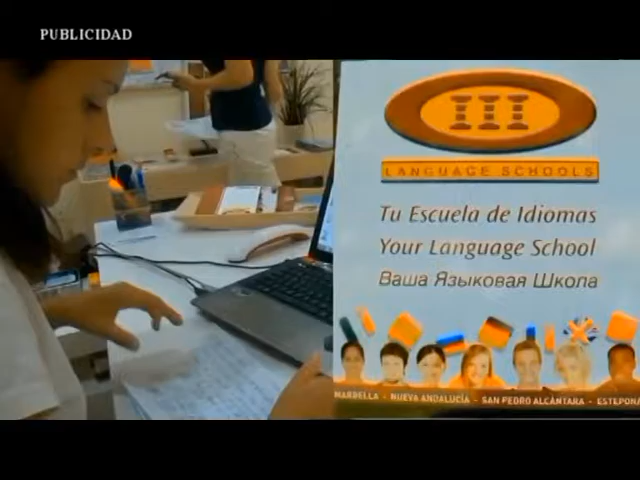 PUBLICIDAD
III
LANGUAGE SCHOOLS
Tu Escuela de Idiomas
Your Language School
Ваша Языковая Школа
MARBELLA - NUEVA ANDALUCÍA - SAN PEDRO ALCÁNTARA - ESTEPONA